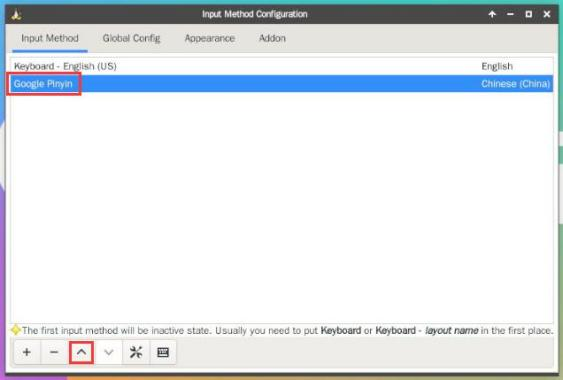 Input Method Configuration
Input Method Global Config Appearance Addon
Keyboard - English (US) English
Google Pinyin Chinese (China)
The first input method will be inactive state. Usually you need to put Keyboard or Keyboard - layout name in the first place.